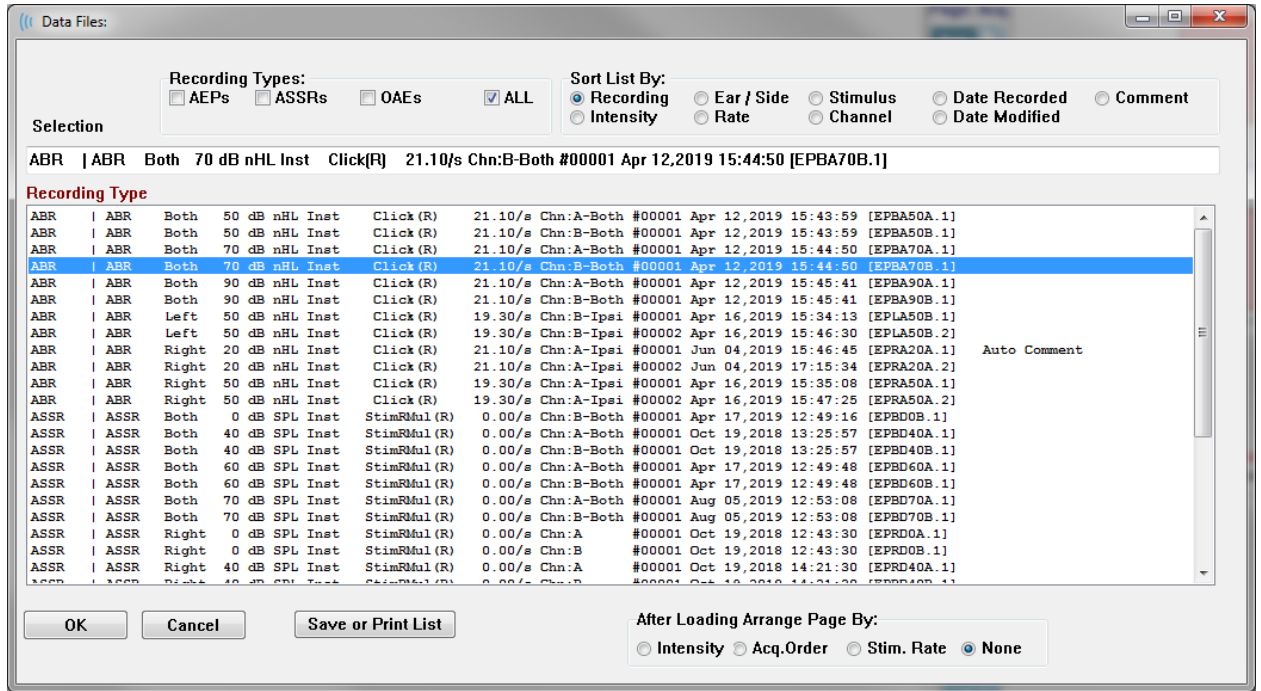 Data Files:
Recording Types:
AEPs ASSRs OAEs ALL
Sort List By:
Recording Ear / Side Stimulus Date Recorded Comment
Intensity Rate Channel Date Modified
Selection
ABR | ABR Both 70 dB nHL Inst Click(R) 21.10/s Chn:B-Both #00001 Apr 12,2019 15:44:50 [EPBA70B.1]
Recording Type
ABR | ABR Both 50 dB nHL Inst Click(R) 21.10/s Chn:A-Both #00001 Apr 12,2019 15:43:59 [EPBA50A.1]
ABR | ABR Both 50 dB nHL Inst Click(R) 21.10/s Chn:B-Both #00001 Apr 12,2019 15:43:59 [EPBA50B.1]
ABR | ABR Both 70 dB nHL Inst Click(R) 21.10/s Chn:A-Both #00001 Apr 12,2019 15:44:50 [EPBA70A.1]
ABR | ABR Both 70 dB nHL Inst Click(R) 21.10/s Chn:B-Both #00001 Apr 12,2019 15:44:50 [EPBA70B.1]
ABR | ABR Both 90 dB nHL Inst Click(R) 21.10/s Chn:A-Both #00001 Apr 12,2019 15:45:41 [EPBA90A.1]
ABR | ABR Both 90 dB nHL Inst Click(R) 21.10/s Chn:B-Both #00001 Apr 12,2019 15:45:41 [EPBA90B.1]
ABR | ABR Left 50 dB nHL Inst Click(R) 19.30/s Chn:B-Ipsi #00001 Apr 16,2019 15:34:13 [EPLA50B.1]
ABR | ABR Left 50 dB nHL Inst Click(R) 19.30/s Chn:B-Ipsi #00002 Apr 16,2019 15:46:30 [EPLA50B.2]
ABR | ABR Right 20 dB nHL Inst Click(R) 21.10/s Chn:A-Ipsi #00001 Jun 04,2019 15:46:45 [EPRA20A.1] Auto Comment
ABR | ABR Right 20 dB nHL Inst Click(R) 21.10/s Chn:A-Ipsi #00002 Jun 04,2019 17:15:34 [EPRA20A.2]
ABR | ABR Right 50 dB nHL Inst Click(R) 19.30/s Chn:A-Ipsi #00001 Apr 16,2019 15:35:08 [EPRA50A.1]
ABR | ABR Right 50 dB nHL Inst Click(R) 19.30/s Chn:A-Ipsi #00002 Apr 16,2019 15:47:25 [EPRA50A.2]
ASSR | ASSR Both 0 dB SPL Inst StimRMul(R) 0.00/s Chn:B-Both #00001 Apr 17,2019 12:49:16 [EPBD0B.1]
ASSR | ASSR Both 40 dB SPL Inst StimRMul(R) 0.00/s Chn:A-Both #00001 Oct 19,2018 13:25:57 [EPBD40A.1]
ASSR | ASSR Both 40 dB SPL Inst StimRMul(R) 0.00/s Chn:B-Both #00001 Oct 19,2018 13:25:57 [EPBD40B.1]
ASSR | ASSR Both 60 dB SPL Inst StimRMul(R) 0.00/s Chn:A-Both #00001 Apr 17,2019 12:49:48 [EPBD60A.1]
ASSR | ASSR Both 60 dB SPL Inst StimRMul(R) 0.00/s Chn:B-Both #00001 Apr 17,2019 12:49:48 [EPBD60B.1]
ASSR | ASSR Both 70 dB SPL Inst StimRMul(R) 0.00/s Chn:A-Both #00001 Aug 05,2019 12:53:08 [EPBD70A.1]
ASSR | ASSR Both 70 dB SPL Inst StimRMul(R) 0.00/s Chn:B-Both #00001 Aug 05,2019 12:53:08 [EPBD70B.1]
ASSR | ASSR Right 0 dB SPL Inst StimRMul(R) 0.00/s Chn:A #00001 Oct 19,2018 12:43:30 [EPRD0A.1]
ASSR | ASSR Right 0 dB SPL Inst StimRMul(R) 0.00/s Chn:B #00001 Oct 19,2018 12:43:30 [EPRD0B.1]
ASSR | ASSR Right 40 dB SPL Inst StimRMul(R) 0.00/s Chn:A #00001 Oct 19,2018 14:21:30 [EPRD40A.1]
OK Cancel Save or Print List
After Loading Arrange Page By:
Intensity Acq.Order Stim. Rate None